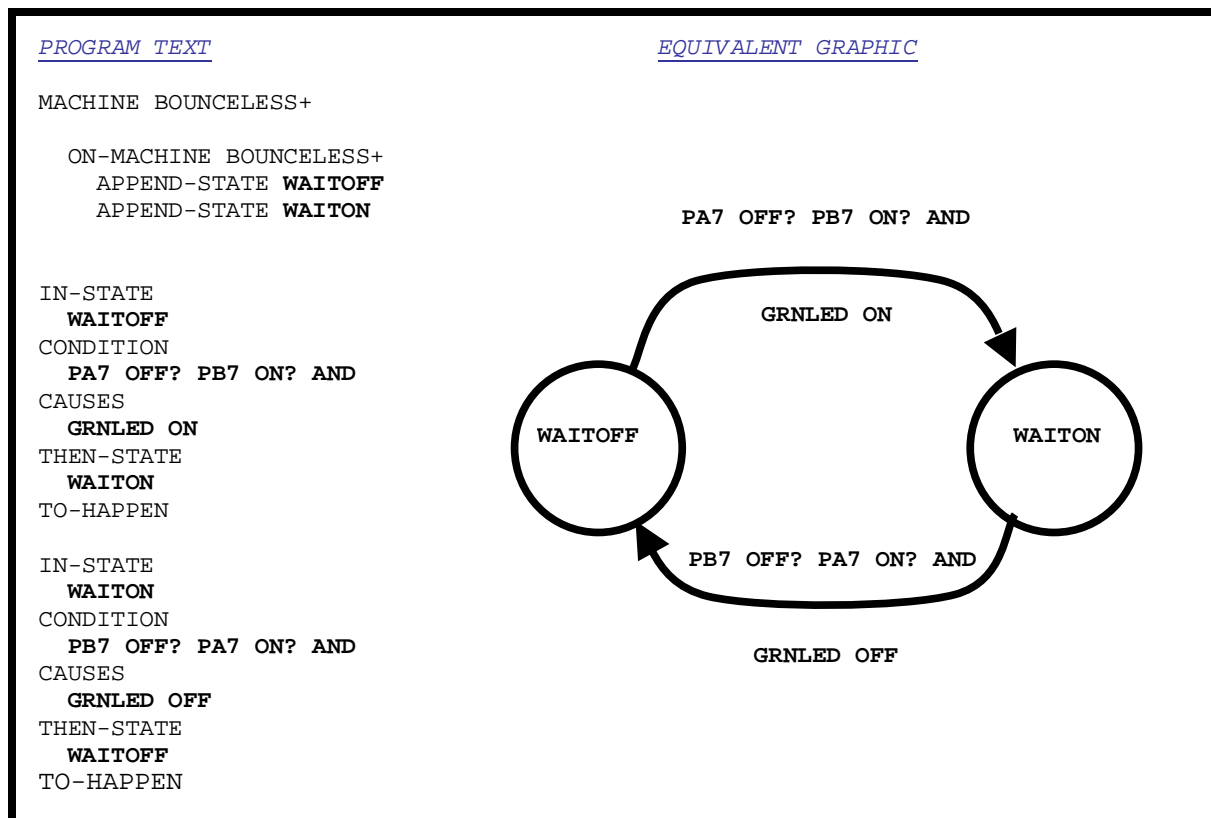 PROGRAM TEXT
EQUIVALENT GRAPHIC
MACHINE BOUNCELESS+
ON-MACHINE BOUNCELESS+
APPEND-STATE WAITOFF
APPEND-STATE WAITON
IN-STATE
WAITOFF
CONDITION
PA7 OFF? PB7 ON? AND
CAUSES
GRNLED ON
THEN-STATE
WAITON
TO-HAPPEN
IN-STATE
WAITON
CONDITION
PB7 OFF? PA7 ON? AND
CAUSES
GRNLED OFF
THEN-STATE
WAITOFF
TO-HAPPEN
PA7 OFF? PB7 ON? AND
GRNLED ON
WAITOFF
WAITON
PB7 OFF? PA7 ON? AND
GRNLED OFF